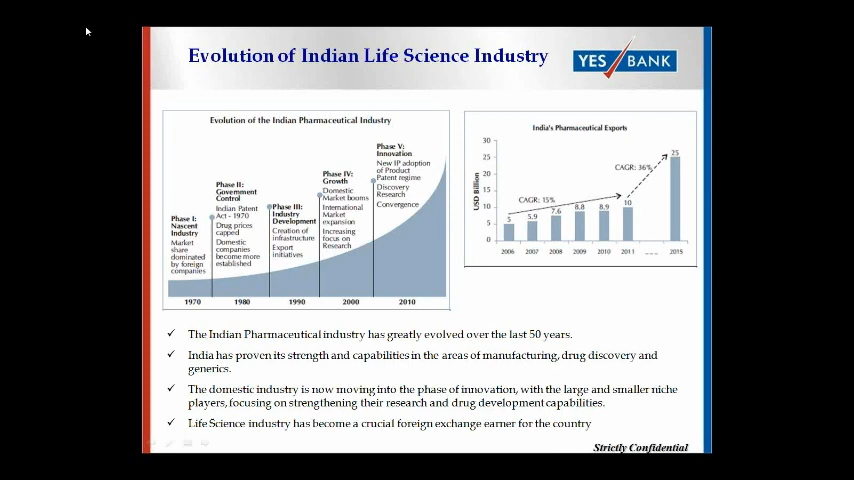 Evolution of Indian Life Science Industry
YES BANK
Evolution of the Indian Pharmaceutical Industry
Phase I:
Nascent
Industry
Market
share
dominated
by foreign
companies
Phase II:
Government
Control
Indian Patent
Act - 1970
Drug prices
capped
Domestic
companies
become more
established
Phase III:
Industry
Development
Creation of
infrastructure
Export
initiatives
Phase IV:
Growth
Domestic
Market booms
International
Market
expansion
Increasing
focus on
Research
Phase V:
Innovation
New IP adoption
of Product
Patent regime
Discovery
Research
Convergence
1970 1980 1990 2000 2010
India's Pharmaceutical Exports
USD Billion
30
25
20
15
10
5
0
CAGR: 15%
CAGR: 36%
5 5.9 7.6 8.8 8.9 10 25
2006 2007 2008 2009 2010 2011 2015
The Indian Pharmaceutical industry has greatly evolved over the last 50 years.
India has proven its strength and capabilities in the areas of manufacturing, drug discovery and
generics.
The domestic industry is now moving into the phase of innovation, with the large and smaller niche
players, focusing on strengthening their research and drug development capabilities.
Life Science industry has become a crucial foreign exchange earner for the country
Strictly Confidential